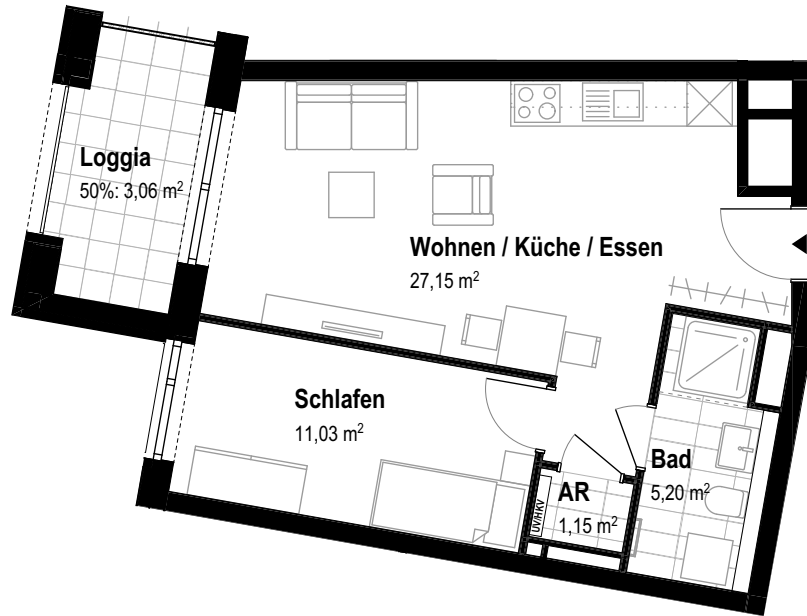 Loggia
50%: 3,06 m²
Wohnen / Küche / Essen
27,15 m²
Schlafen
11,03 m²
Bad
5,20 m²
AR
1,15 m²
UV/HKV